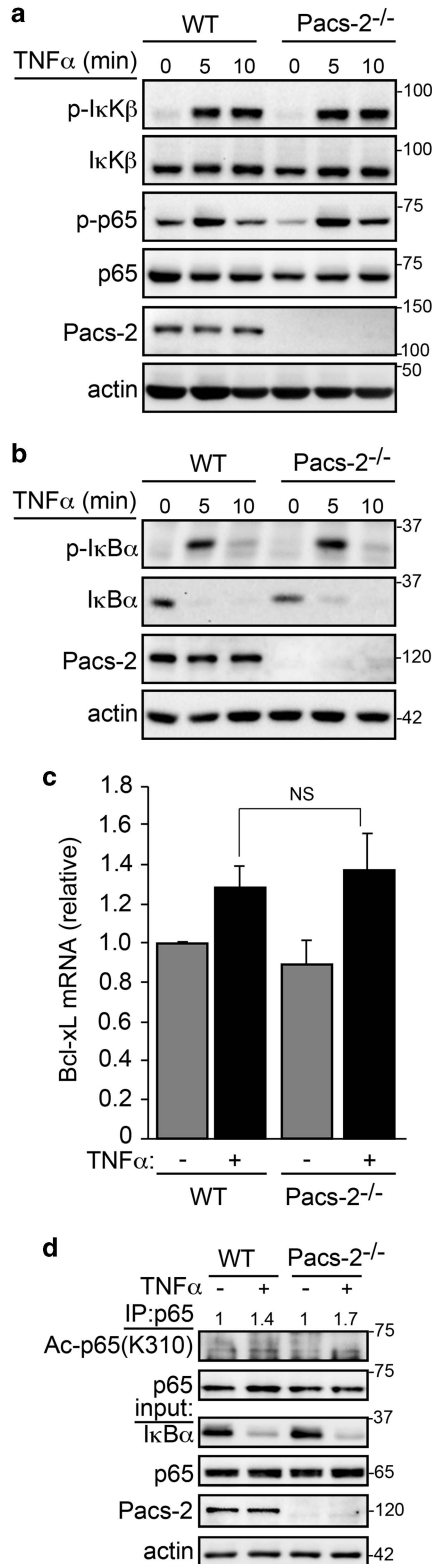 a
WT Pacs-2-/-
TNFα (min) 0 5 10 0 5 10
p-IκKβ -100
IκKβ -100
p-p65 -75
p65 -75
Pacs-2 -150
-100
actin -50
b
WT Pacs-2-/-
TNFα (min) 0 5 10 0 5 10
p-IκBα -37
IκBα -37
Pacs-2 -120
actin -42
c
1.8
NS
1.6
1.4
1.2
1.0
0.8
0.6
0.4
0.2
0
Bcl-xL mRNA (relative)
TNFα: - + - +
WT Pacs-2-/-
d
WT Pacs-2-/-
TNFα - + - +
IP:p65 1 1.4 1 1.7
Ac-p65(K310) -75
p65 -75
input:
IκBα -37
p65 -65
Pacs-2 -120
actin -42